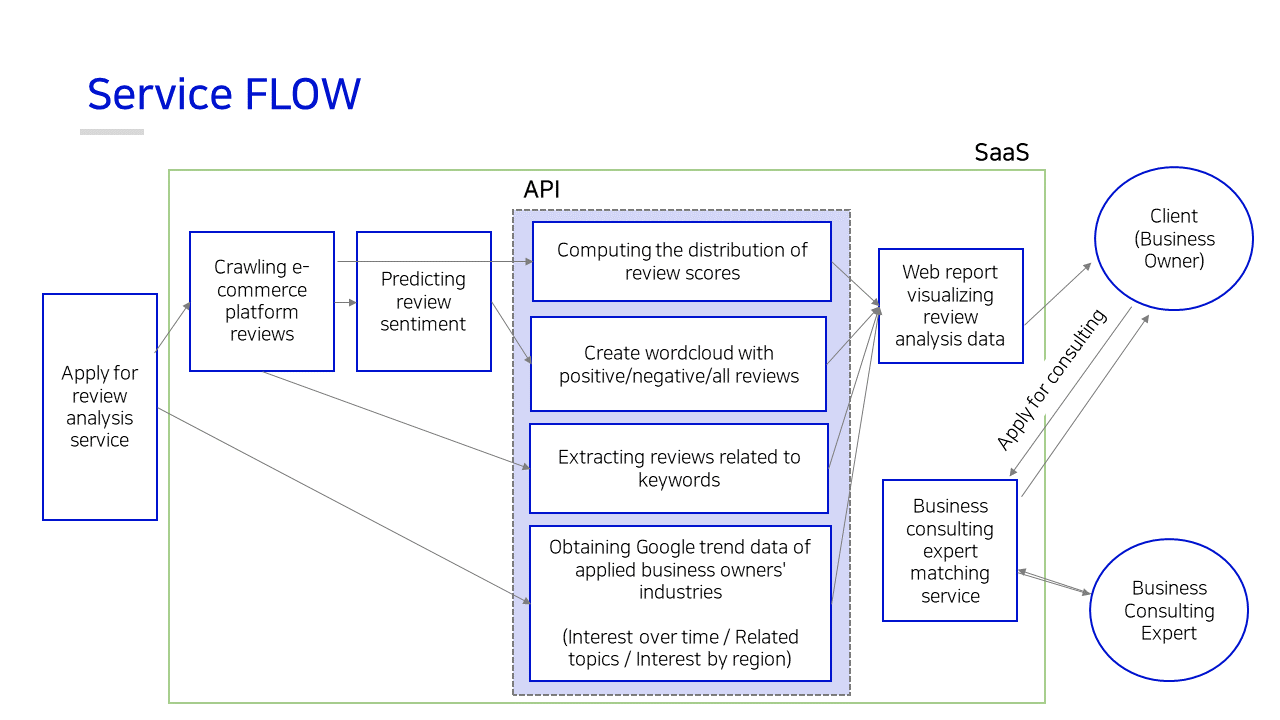 Service FLOW
SaaS
API
Apply for
review
analysis
service
Crawling e-
commerce
platform
reviews
Predicting
review
sentiment
Computing the distribution of
review scores
Create wordcloud with
positive/negative/all reviews
Extracting reviews related to
keywords
Obtaining Google trend data of
applied business owners'
industries
(Interest over time / Related
topics / Interest by region)
Web report
visualizing
review
analysis data
Client
(Business
Owner)
Apply for consulting
Business
consulting
expert
matching
service
Business
Consulting
Expert